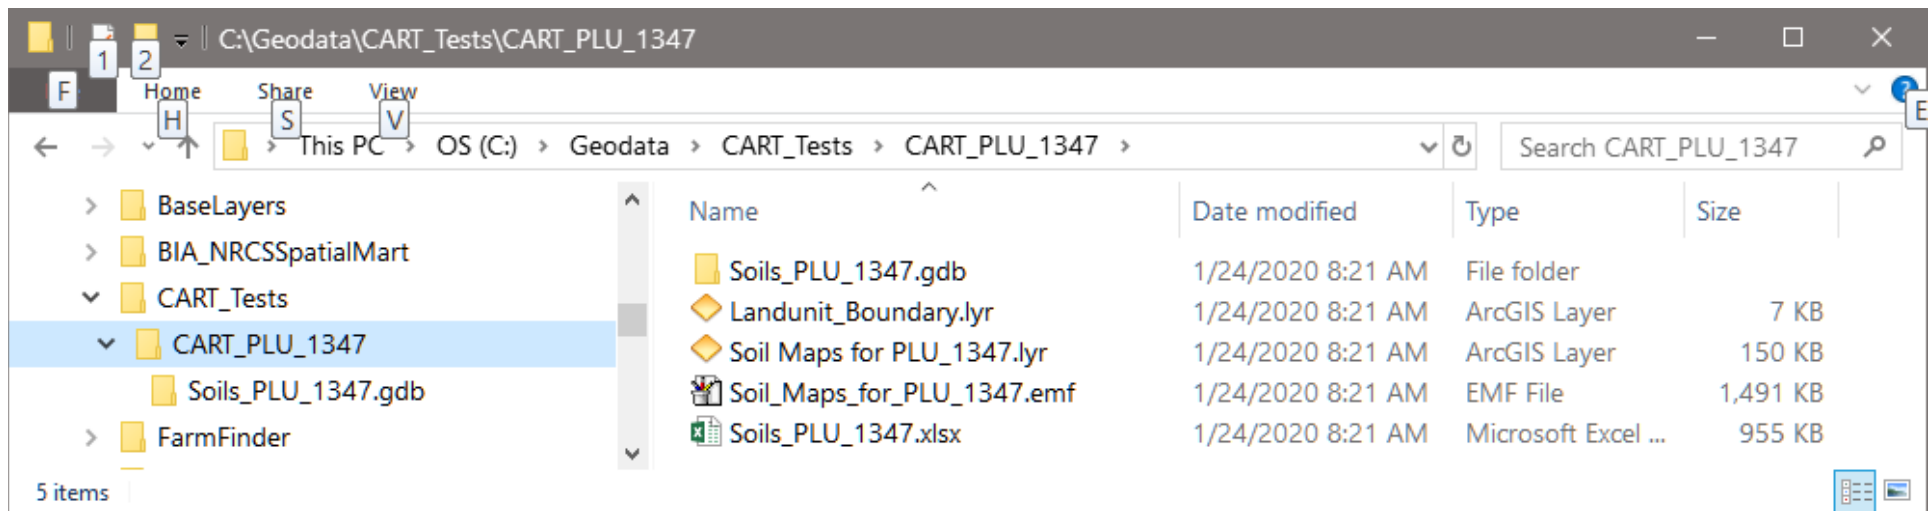 C:\Geodata\CART_Tests\CART_PLU_1347
1 2
F Home Share View
H S V E
This PC > OS (C:) > Geodata > CART_Tests > CART_PLU_1347 > Search CART_PLU_1347
BaseLayers
BIA_NRCSSpatialMart
CART_Tests
CART_PLU_1347
Soils_PLU_1347.gdb
FarmFinder
Name Date modified Type Size
Soils_PLU_1347.gdb 1/24/2020 8:21 AM File folder
Landunit_Boundary.lyr 1/24/2020 8:21 AM ArcGIS Layer 7 KB
Soil Maps for PLU_1347.lyr 1/24/2020 8:21 AM ArcGIS Layer 150 KB
Soil_Maps_for_PLU_1347.emf 1/24/2020 8:21 AM EMF File 1,491 KB
Soils_PLU_1347.xlsx 1/24/2020 8:21 AM Microsoft Excel ... 955 KB
5 items